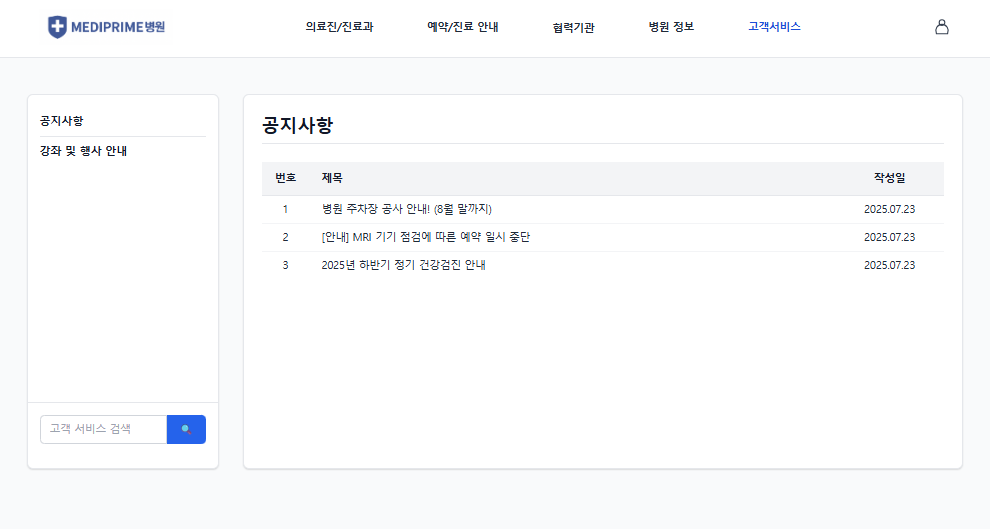 MEDIPRIME병원 의료진/진료과 예약/진료 안내 협력기관 병원 정보 고객서비스
공지사항
강좌 및 행사 안내
고객 서비스 검색
공지사항
번호 제목 작성일
1 병원 주차장 공사 안내! (8월 말까지) 2025.07.23
2 [안내] MRI 기기 점검에 따른 예약 일시 중단 2025.07.23
3 2025년 하반기 정기 건강검진 안내 2025.07.23